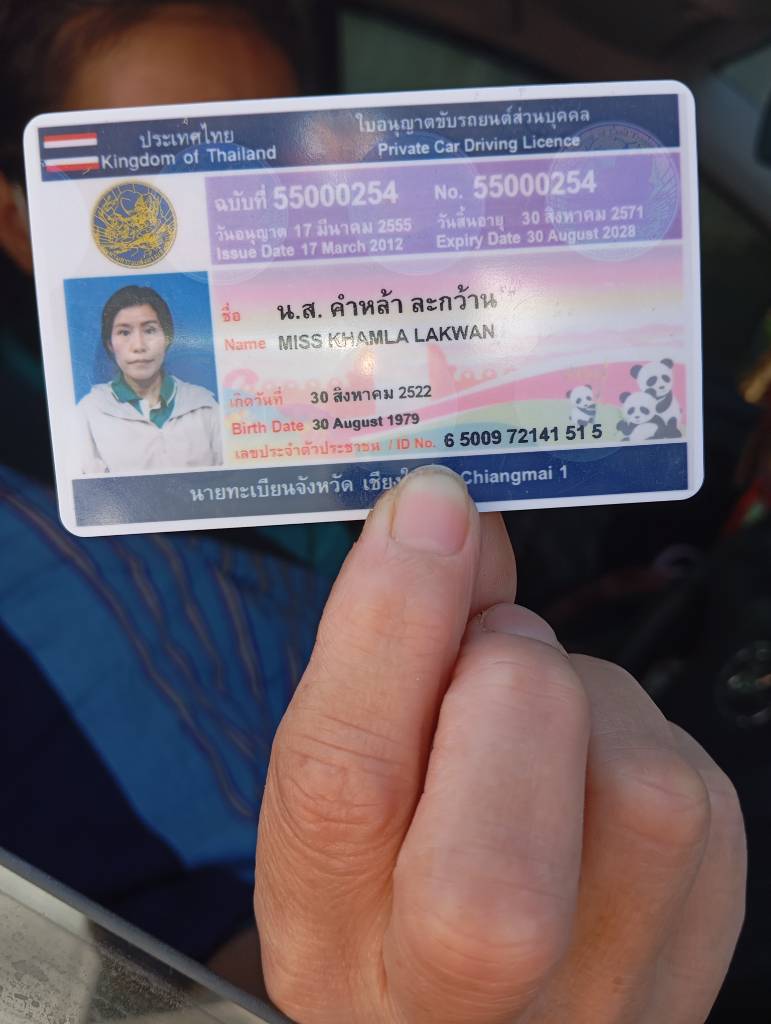 ประเทศไทย
Kingdom of Thailand
ใบอนุญาตขับรถยนต์ส่วนบุคคล
Private Car Driving Licence
ฉบับที่ 55000254 No. 55000254
วันอนุญาต 17 มีนาคม 2555 วันสิ้นอายุ 30 สิงหาคม 2571
Issue Date 17 March 2012 Expiry Date 30 August 2028
ชื่อ น.ส. คำหล้า ละกว้าน
Name MISS KHAMLA LAKWAN
เกิดวันที่ 30 สิงหาคม 2522
Birth Date 30 August 1979
เลขประจำตัวประชาชน / ID No. 6 5009 72141 51 5
นายทะเบียนจังหวัด Chiangmai 1